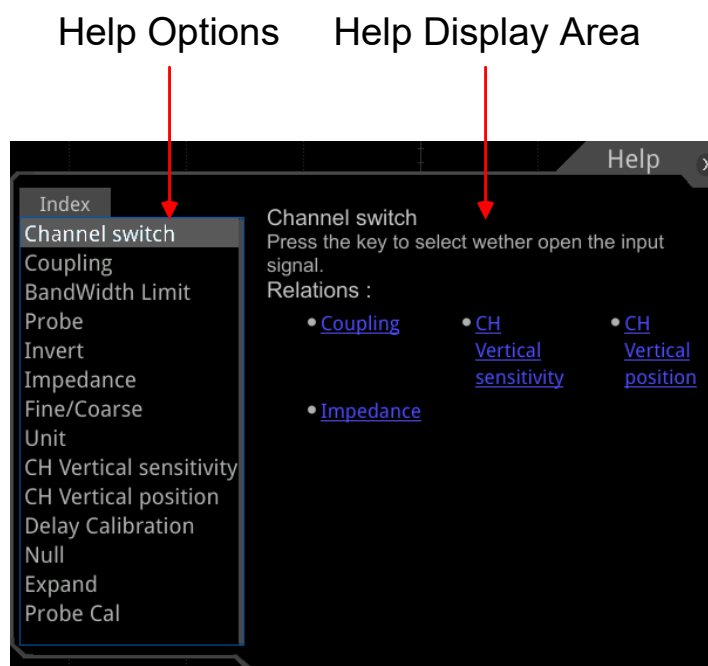 Help Options Help Display Area
Help x
Index
Channel switch
Coupling
BandWidth Limit
Probe
Invert
Impedance
Fine/Coarse
Unit
CH Vertical sensitivity
CH Vertical position
Delay Calibration
Null
Expand
Probe Cal
Channel switch
Press the key to select wether open the input
signal.
Relations :
Coupling
CH
Vertical
sensitivity
CH
Vertical
position
Impedance